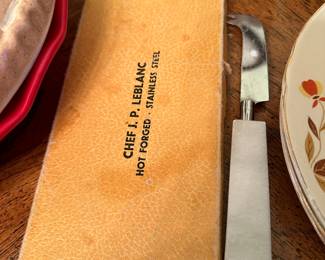 CHEF J. P. LEBLANC
HOT FORGED · STAINLESS STEEL